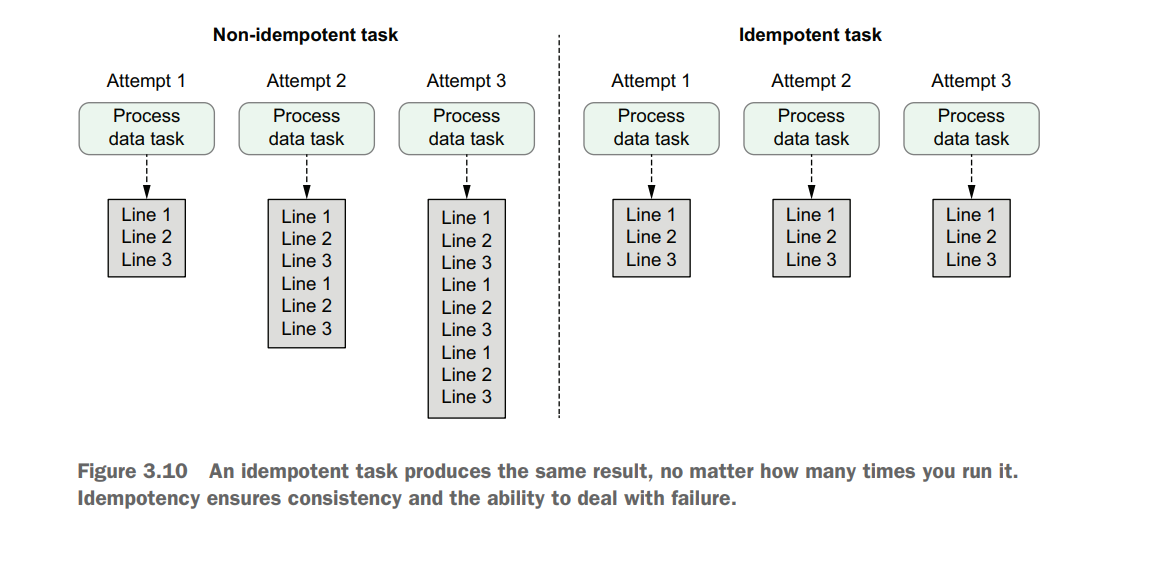 Non-idempotent task
Attempt 1
Process
data task
Line 1
Line 2
Line 3
Attempt 2
Process
data task
Line 1
Line 2
Line 3
Line 1
Line 2
Line 3
Attempt 3
Process
data task
Line 1
Line 2
Line 3
Line 1
Line 2
Line 3
Line 1
Line 2
Line 3
Idempotent task
Attempt 1
Process
data task
Line 1
Line 2
Line 3
Attempt 2
Process
data task
Line 1
Line 2
Line 3
Attempt 3
Process
data task
Line 1
Line 2
Line 3
Figure 3.10 An idempotent task produces the same result, no matter how many times you run it.
Idempotency ensures consistency and the ability to deal with failure.